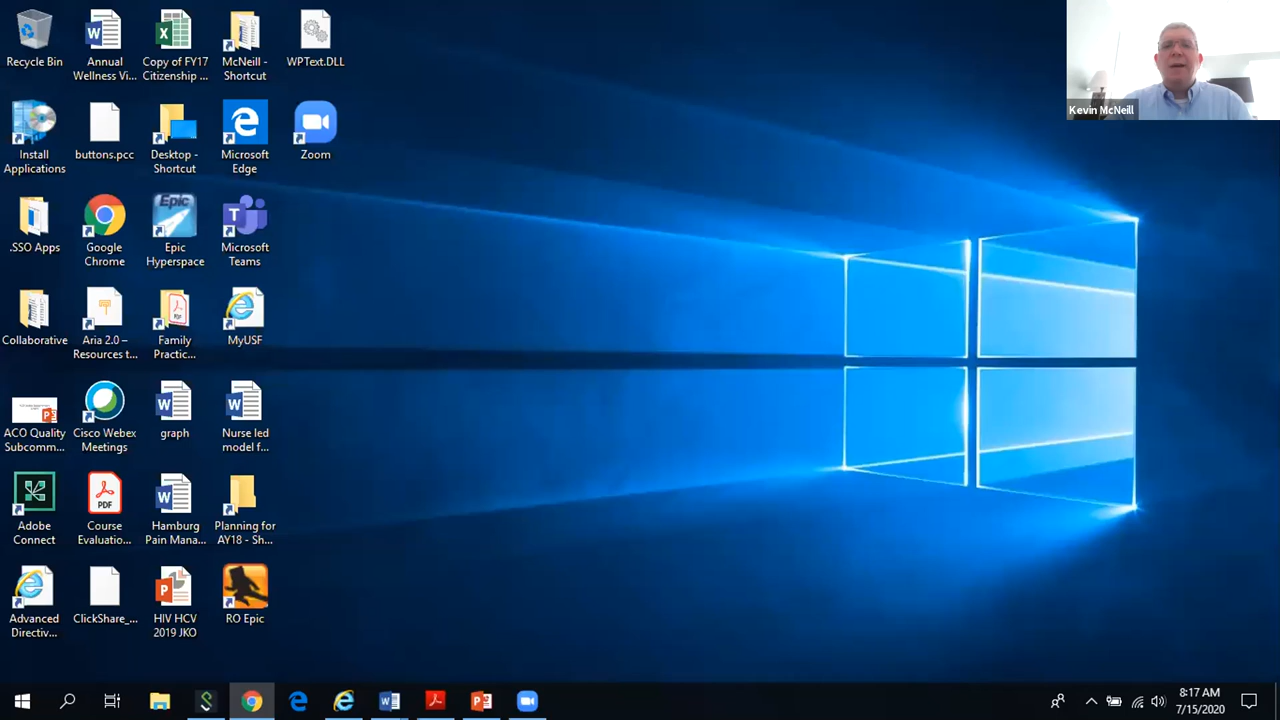 Recycle Bin
Annual
Wellness Vi...
Copy of FY17
Citizenship ...
McNeill -
Shortcut
WPText.DLL
Kevin McNeill
Install
Applications
buttons.pcc
Desktop -
Shortcut
Microsoft
Edge
Zoom
.SSO Apps
Google
Chrome
Epic
Epic
Hyperspace
Microsoft
Teams
Collaborative
Aria 2.0 –
Resources t...
Family
Practic...
MyUSF
ACO Quality
Subcomm...
Cisco Webex
Meetings
graph
Nurse led
model f...
Adobe
Connect
PDF
Course
Evaluatio...
Hamburg
Pain Mana...
Planning for
AY18 - Sh...
Advanced
Directiv...
ClickShare_...
HIV HCV
2019 JKO
RO Epic
8:17 AM
7/15/2020